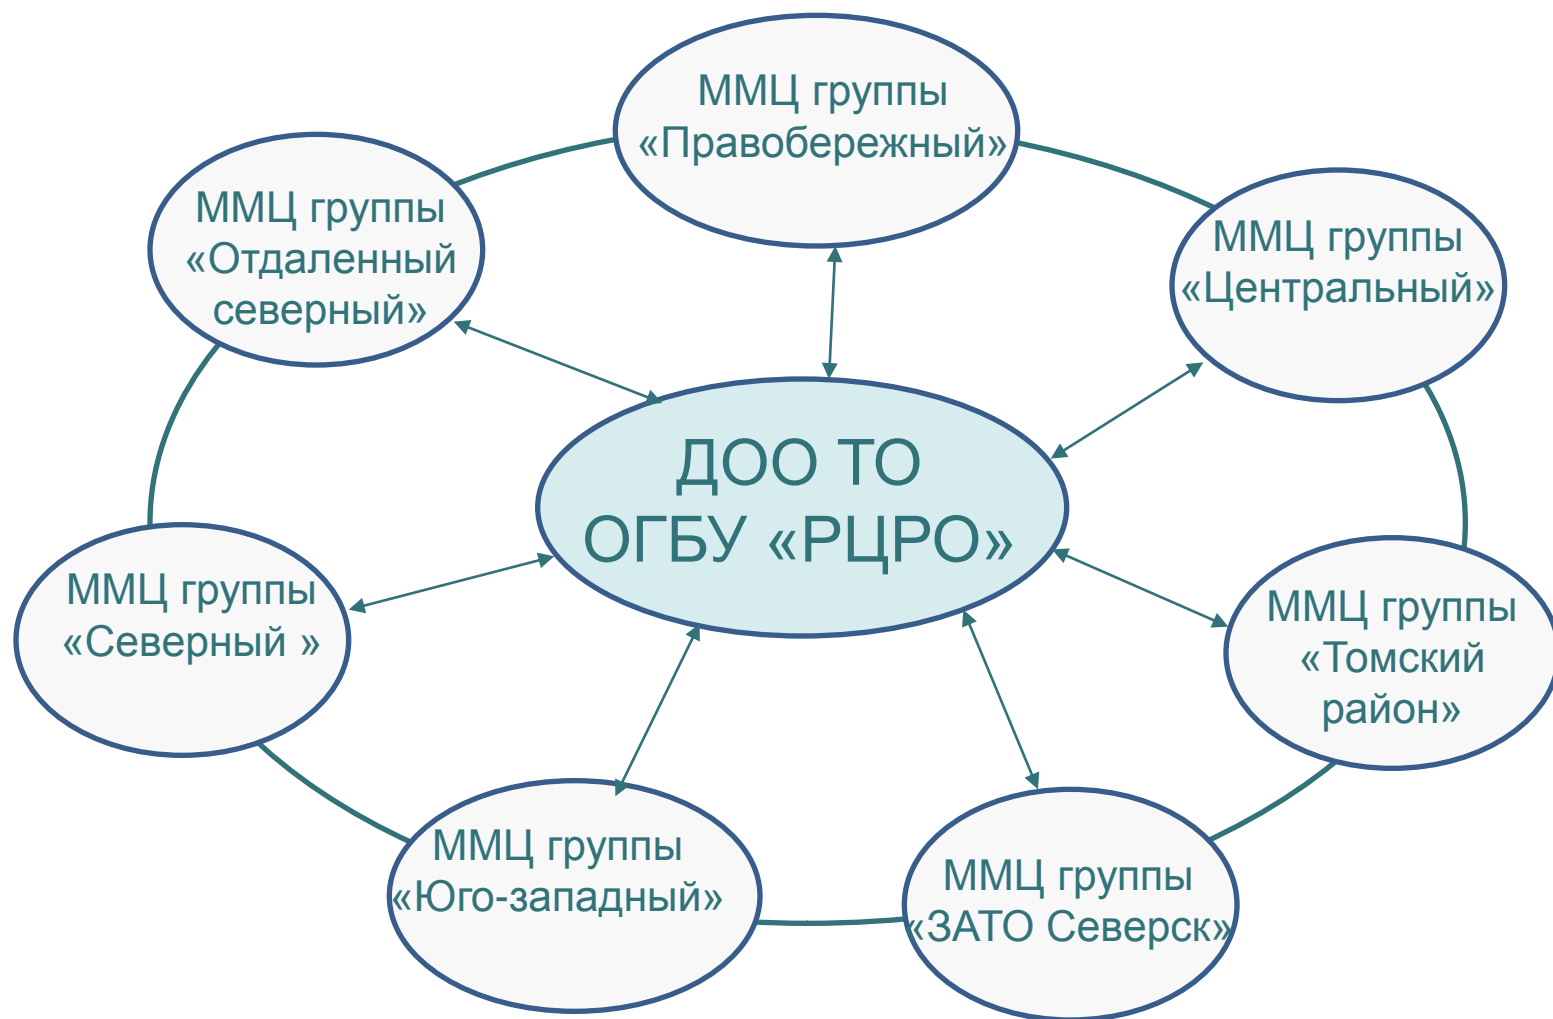 ММЦ группы
«Правобережный»
ММЦ группы
«Отдаленный
северный»
ММЦ группы
«Центральный»
ДОО ТО
ОГБУ «РЦРО»
ММЦ группы
«Северный »
ММЦ группы
«Томский
район»
ММЦ группы
«Юго-западный»
ММЦ группы
«ЗАТО Северск»